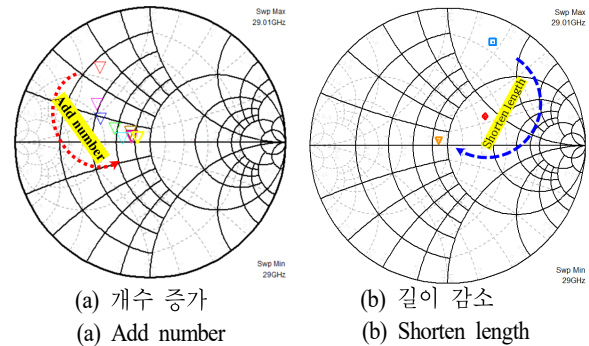 Swp Max
29.01GHz
Add number
Swp Min
29GHz
Swp Max
29.01GHz
Shorten length
Swp Min
29GHz
(a) 개수 증가
(b) 길이 감소
(a) Add number
(b) Shorten length